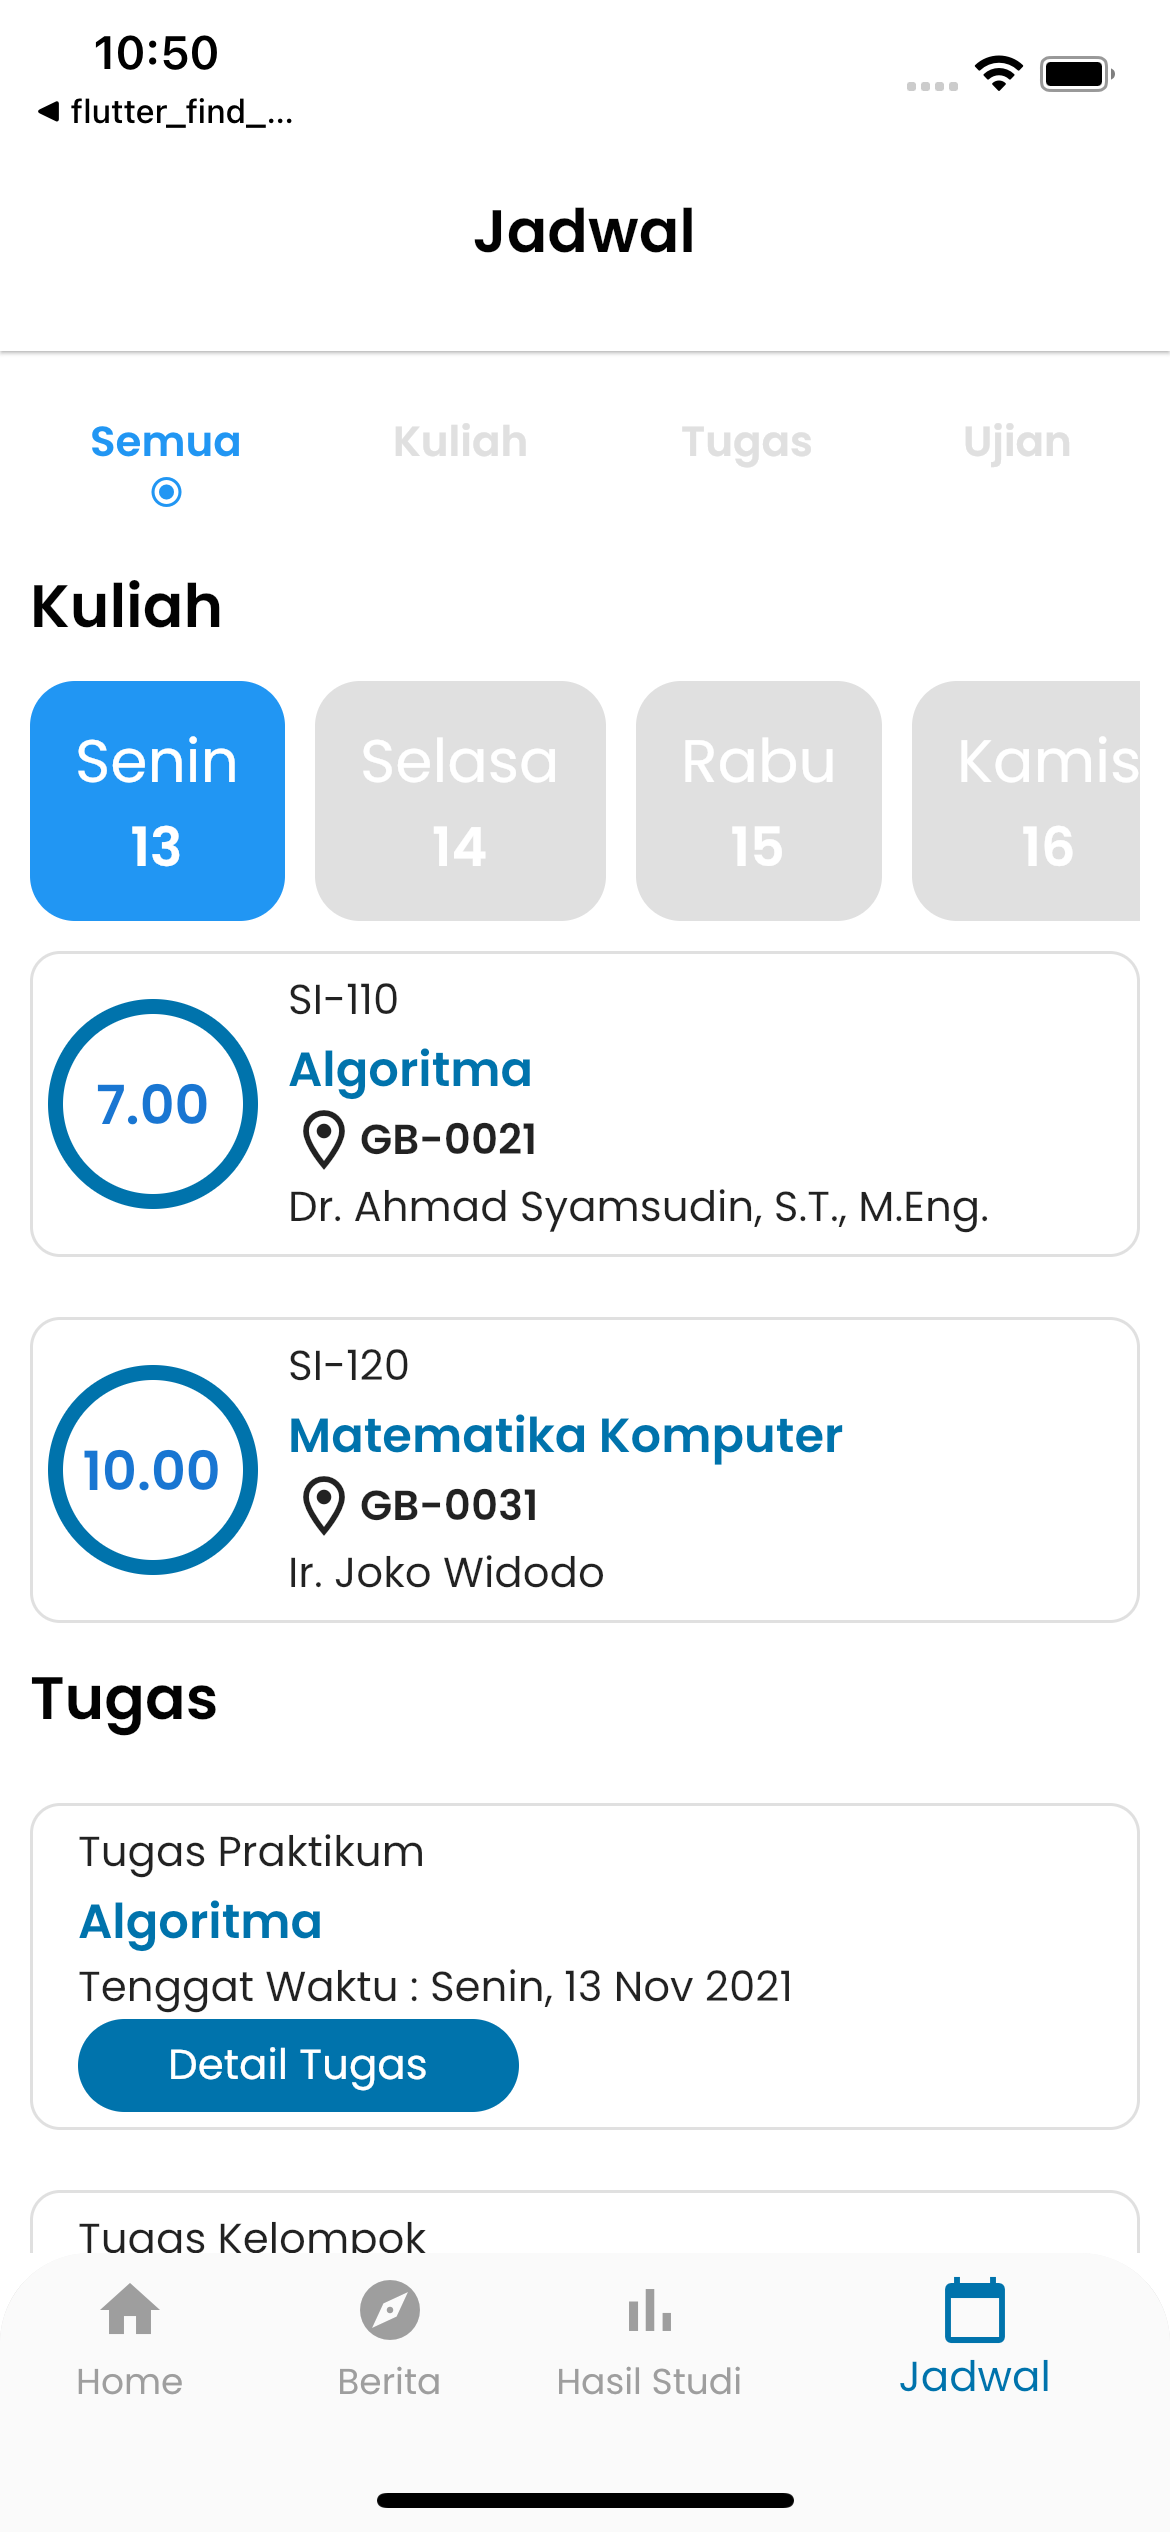 10:50
flutter_find_...
Jadwal
Semua Kuliah Tugas Ujian
Kuliah
Senin Selasa Rabu Kamis
13 14 15 16
SI-110
7.00
Algoritma
GB-0021
Dr. Ahmad Syamsudin, S.T., M.Eng.
SI-120
10.00
Matematika Komputer
GB-0031
Ir. Joko Widodo
Tugas
Tugas Praktikum
Algoritma
Tenggat Waktu : Senin, 13 Nov 2021
Detail Tugas
Tugas Kelompok
Home Berita Hasil Studi Jadwal